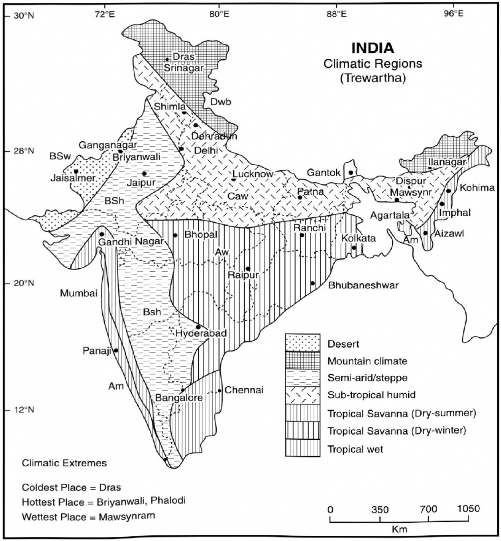 72°E
80°E
88°E
96°E
30°N
INDIA
Climatic Regions
(Trewartha)
Dras
Srinagar
Dwb
Shimla
Dehradun
Delhi
Ganganagar
Briyanwali
BSw
Jaisalmer
Jaipur
28°N
Lucknow
Gantok
Ilanagar
Dispur
Mawsynr
Kohima
Patna
Caw
BSh
Agartala
Imphal
Aizawl
Am
Gandhi Nagar
Bhopal
Aw
Ranchi
Kolkata
Raipur
20°N
Bhubaneshwar
Mumbai
Bsh
Hyderabad
Panaji
Am
Bangalore
Chennai
12°N
Desert
Mountain climate
Semi-arid/steppe
Sub-tropical humid
Tropical Savanna (Dry-summer)
Tropical Savanna (Dry-winter)
Tropical wet
Climatic Extremes
Coldest Place = Dras
Hottest Place = Briyanwali, Phalodi
Wettest Place = Mawsynram
0 350 700 1050
Km